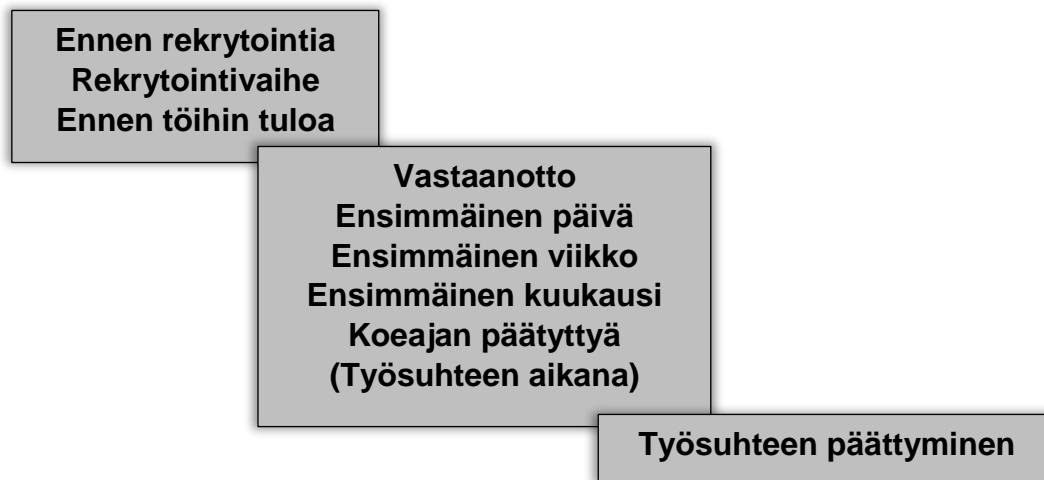 Ennen rekrytointia
Rekrytointivaihe
Ennen töihin tuloa
Vastaanotto
Ensimmäinen päivä
Ensimmäinen viikko
Ensimmäinen kuukausi
Koeajan päätyttyä
(Työsuhteen aikana)
Työsuhteen päättyminen